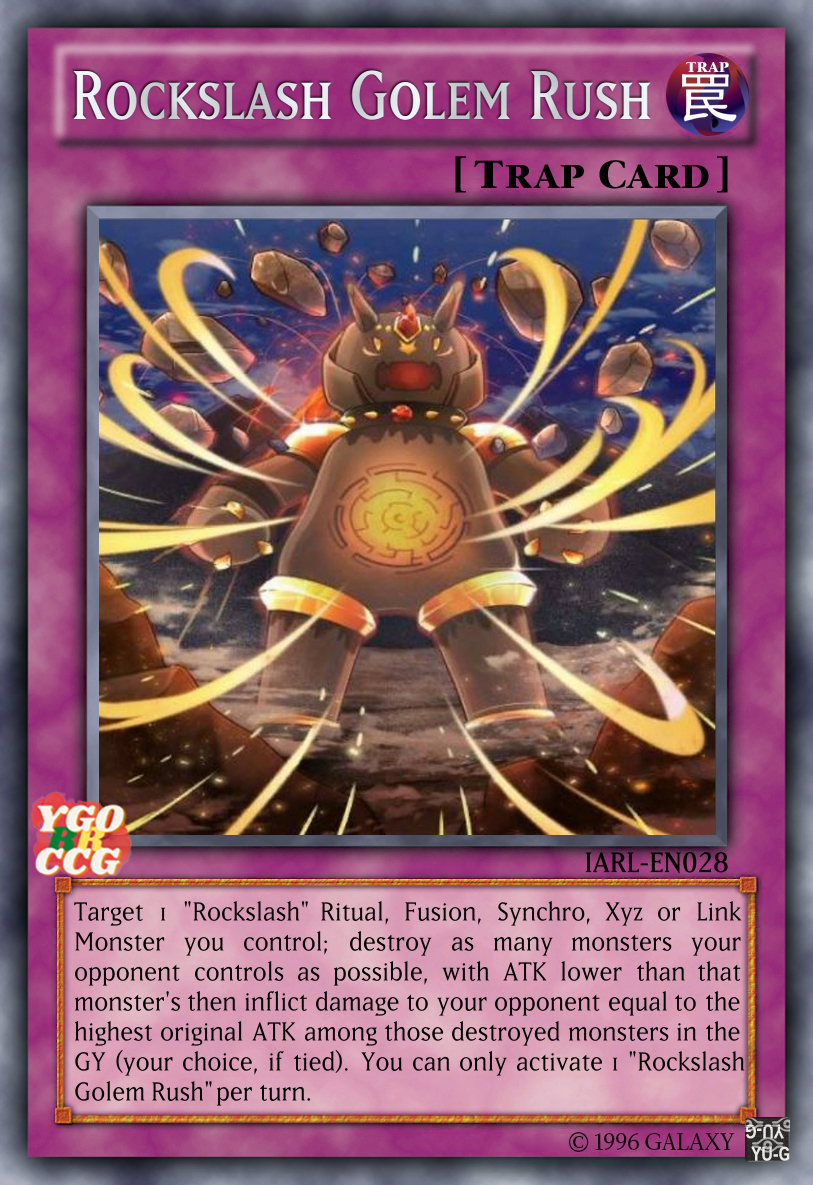 Rockslash Golem Rush
TRAP
罠
[Trap Card]
YGO
RR
CCG
IARL-EN028
Target 1 "Rockslash" Ritual, Fusion, Synchro, Xyz or Link
Monster you control; destroy as many monsters your
opponent controls as possible, with ATK lower than that
monster's then inflict damage to your opponent equal to the
highest original ATK among those destroyed monsters in the
GY (your choice, if tied). You can only activate 1 "Rockslash
Golem Rush" per turn.
© 1996 GALAXY
YU-G
YU-G